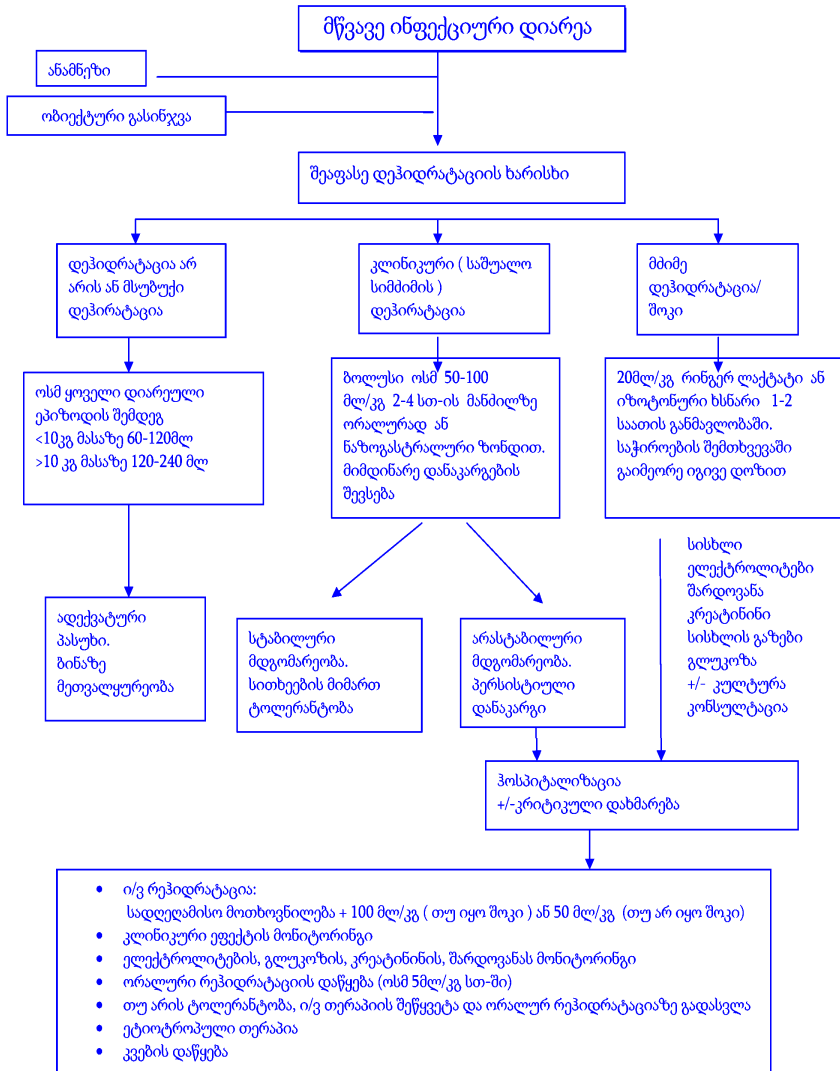 მწვავე ინფექციური დიარეა
ანამნეზი
ობიექტური გასინჯვა
შეაფასე დეჰიდრატაციის ხარისხი
დეჰიდრატაცია არ
არის ან მსუბუქი
დეჰირატაცია
კლინიკური ( საშუალო
სიმძიმის )
დეჰირატაცია
მძიმე
დეჰიდრატაცია/
შოკი
ოსმ ყოველი დიარეული
ეპიზოდის შემდეგ
<10კგ მასაზე 60-120მლ
>10 კგ მასაზე 120-240 მლ
ბოლუსი ოსმ 50-100
მლ/კგ 2-4 სთ-ის მანძილზე
ორალურად ან
ნაზოგასტრალური ზონდით.
მიმდინარე დანაკარგების
შევსება
20მლ/კგ რინგერ ლაქტატი ან
იზოტონური ხსნარი 1-2
საათის განმავლობაში.
საჭიროების შემთხვევაში
გაიმეორე იგივე დოზით
სისხლი
ელექტროლიტები
შარდოვანა
კრეატინინი
სისხლის გაზები
გლუკოზა
+/- კულტურა
კონსულტაცია
ადექვატური
პასუხი.
ბინაზე
მეთვალყურეობა
სტაბილური
მდგომარეობა.
სითხეების მიმართ
ტოლერანტობა
არასტაბილური
მდგომარეობა.
პერსისტიული
დანაკარგი
ჰოსპიტალიზაცია
+/-კრიტიკული დახმარება
• ი/ვ რეჰიდრატაცია:
სადღეღამისო მოთხოვნილება + 100 მლ/კგ ( თუ იყო შოკი ) ან 50 მლ/კგ (თუ არ იყო შოკი)
• კლინიკური ეფექტის მონიტორინგი
• ელექტროლიტების, გლუკოზის, კრეატინინის, შარდოვანას მონიტორინგი
• ორალური რეჰიდრატაციის დაწყება (ოსმ 5მლ/კგ სთ-ში)
• თუ არის ტოლერანტობა, ი/ვ თერაპიის შეწყვეტა და ორალურ რეჰიდრატაციაზე გადასვლა
• ეტიოტროპული თერაპია
• კვების დაწყება